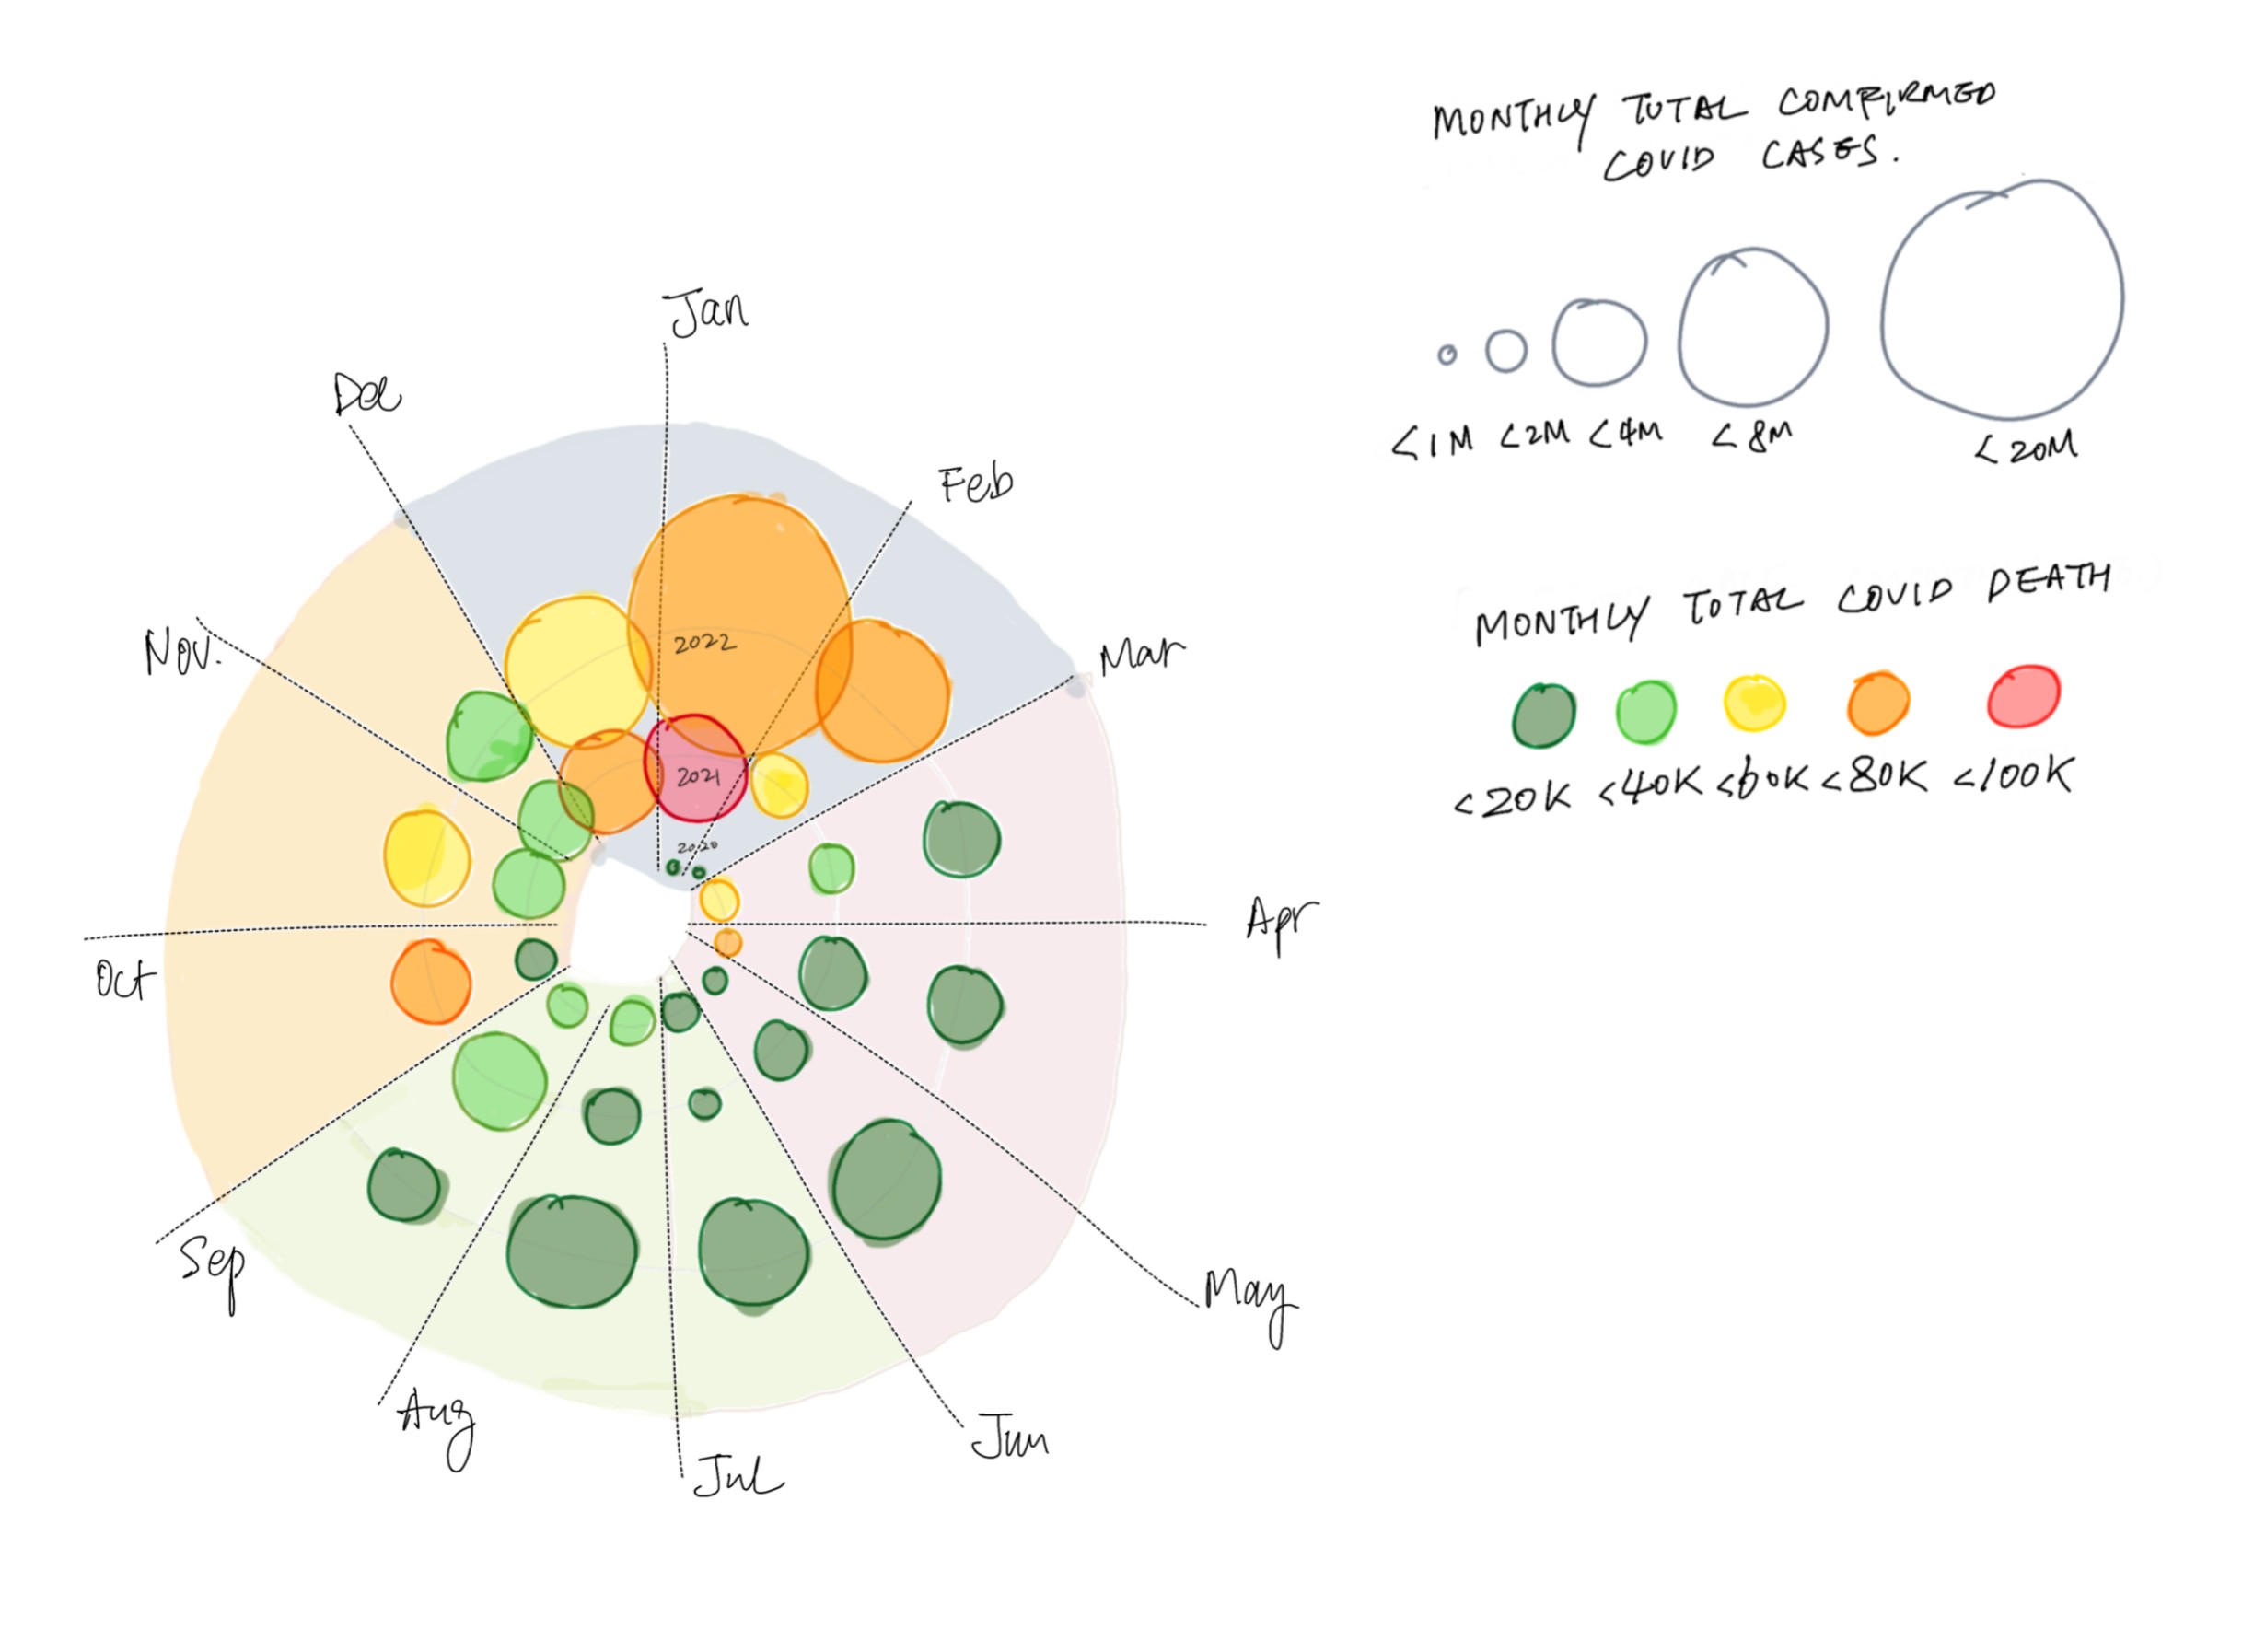 MONTHLY TOTAL COMFIRMED
COVID CASES.
<1M <2M <4M <8M <20M
MONTHLY TOTAL COVID DEATH
<20K <40K <60K <80K <100K
Jan
Feb
Mar
Apr
May
Jun
Jul
Aug
Sep
Oct
Nov.
Dec
2022
2021
2020